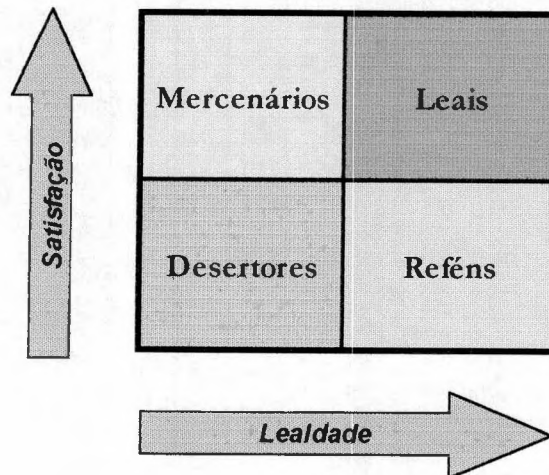 Satisfação
Mercenários
Leais
Desertores
Reféns
Lealdade